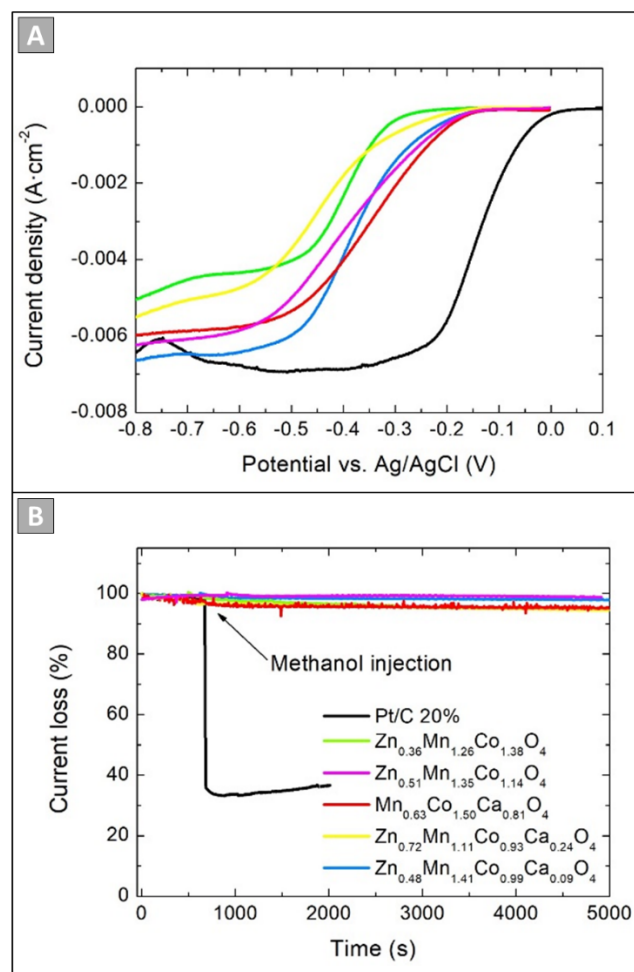 A
0.000
-0.002
-0.004
-0.006
-0.008
Current density (A·cm⁻²)
-0.8 -0.7 -0.6 -0.5 -0.4 -0.3 -0.2 -0.1 0.0 0.1
Potential vs. Ag/AgCl (V)
B
100
80
60
40
20
0
Current loss (%)
Methanol injection
Pt/C 20%
Zn₀.₃₆Mn₁.₂₆Co₁.₃₈O₄
Zn₀.₅₁Mn₁.₃₅Co₁.₁₄O₄
Mn₀.₆₃Co₁.₅₀Ca₀.₈₁O₄
Zn₀.₇₂Mn₁.₁₁Co₀.₉₃Ca₀.₂₄O₄
Zn₀.₄₈Mn₁.₄₁Co₀.₉₉Ca₀.₀₉O₄
0 1000 2000 3000 4000 5000
Time (s)